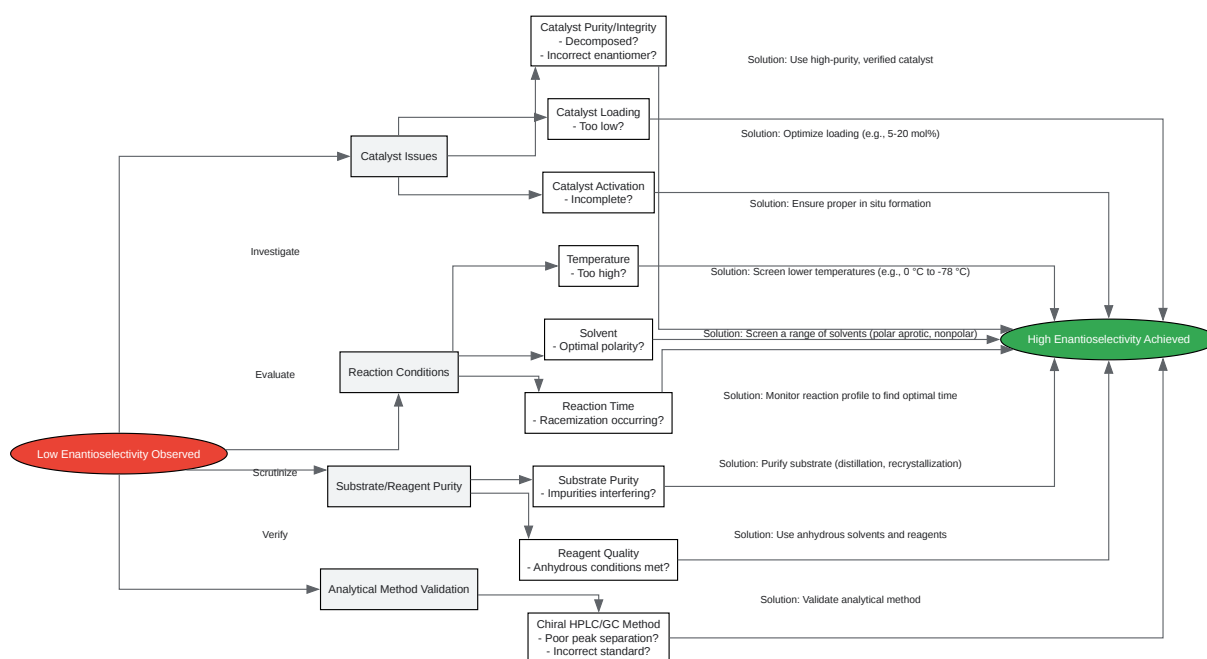 Catalyst Purity/Integrity
- Decomposed?
- Incorrect enantiomer?
Solution: Use high-purity, verified catalyst
Catalyst Loading
- Too low?
Solution: Optimize loading (e.g., 5-20 mol%)
Catalyst Issues
Catalyst Activation
- Incomplete?
Solution: Ensure proper in situ formation
Investigate
Temperature
- Too high?
Solution: Screen lower temperatures (e.g., 0 °C to -78 °C)
Solvent
- Optimal polarity?
Solution: Screen a range of solvents (polar aprotic, nonpolar)
High Enantioselectivity Achieved
Evaluate
Reaction Conditions
Reaction Time
- Racemization occurring?
Solution: Monitor reaction profile to find optimal time
Low Enantioselectivity Observed
Scrutinize
Substrate/Reagent Purity
Substrate Purity
- Impurities interfering?
Solution: Purify substrate (distillation, recrystallization)
Verify
Reagent Quality
- Anhydrous conditions met?
Solution: Use anhydrous solvents and reagents
Analytical Method Validation
Chiral HPLC/GC Method
- Poor peak separation?
- Incorrect standard?
Solution: Validate analytical method